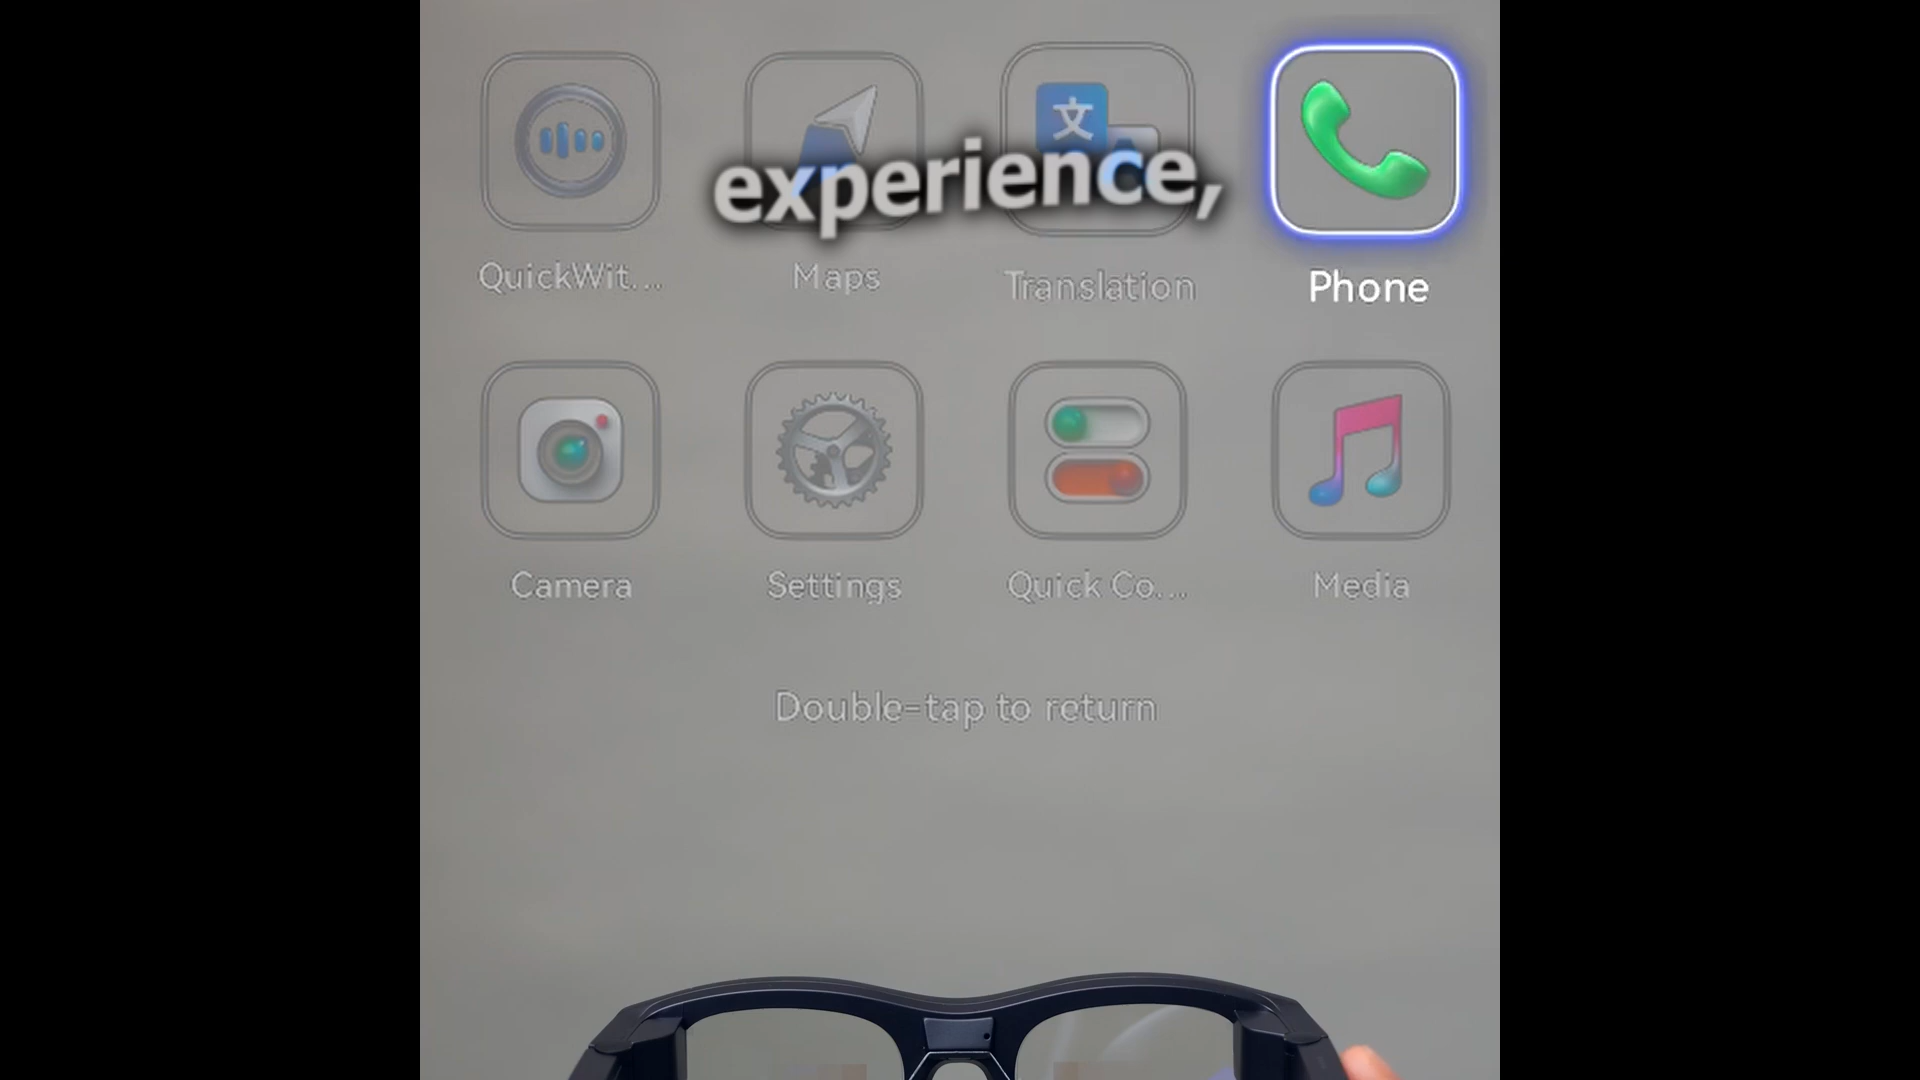 文
experience,
QuickWit...
Maps
Translation
Phone
Camera
Settings
Quick Co...
Media
Double-tap to return